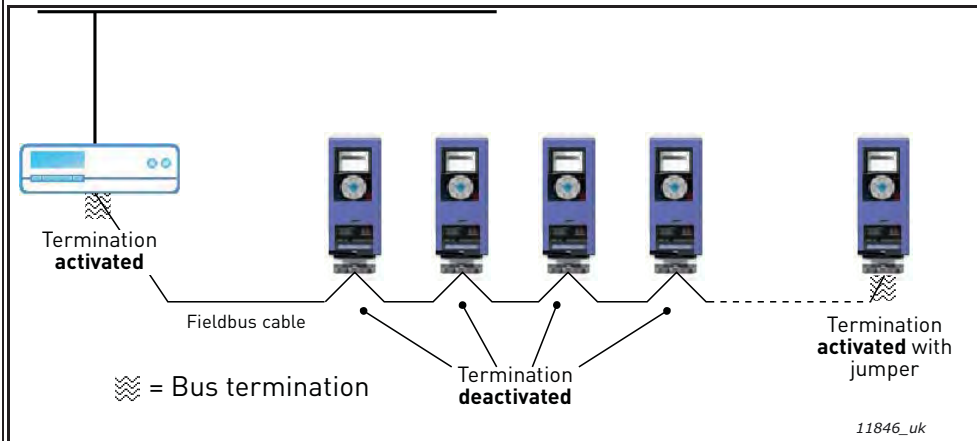 Termination
activated
Fieldbus cable
Termination
deactivated
Termination
activated with
jumper
= Bus termination
11846_uk